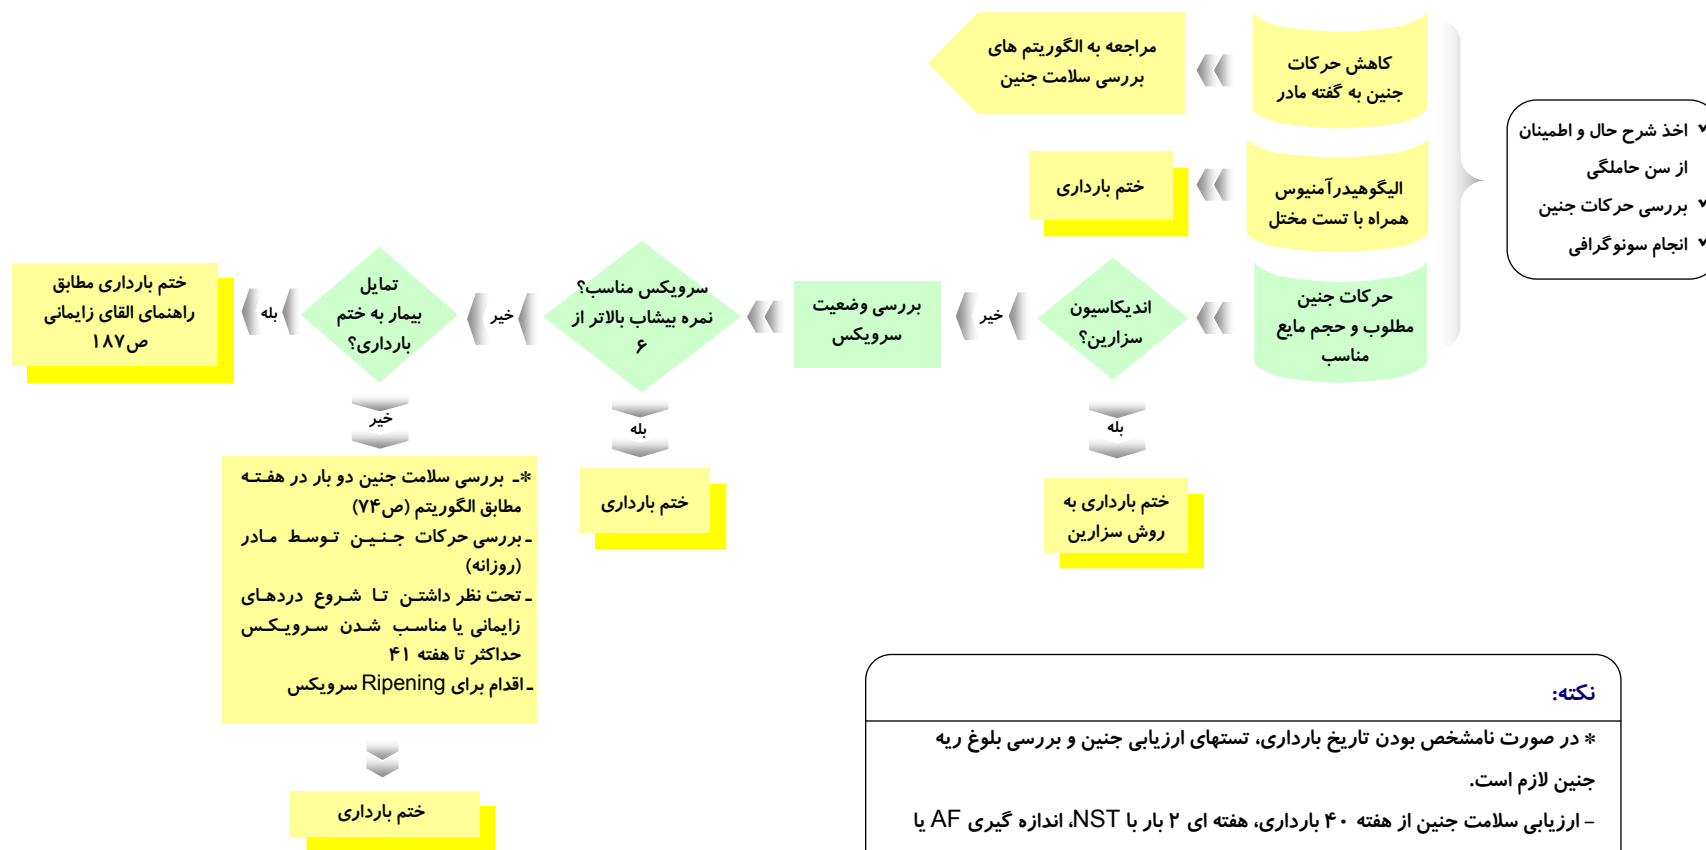 ✓ اخذ شرح حال و اطمینان
از سن حاملگی
✓ بررسی حرکات جنین
✓ انجام سونوگرافی
کاهش حرکات
جنین به گفته مادر
مراجعه به الگوریتم های
بررسی سلامت جنین
الیگوهیدرآمنیوس
همراه با تست مختل
ختم بارداری
حرکات جنین
مطلوب و حجم مایع
مناسب
اندیکاسیون
سزارین؟
بله
ختم بارداری به
روش سزارین
خیر
بررسی وضعیت
سرویکس
سرویکس مناسب؟
نمره بیشاب بالاتر از
۶
بله
ختم بارداری
خیر
تمایل
بیمار به ختم
بارداری؟
بله
ختم بارداری مطابق
راهنمای القای زایمانی
ص۱۸۷
خیر
*ـ بررسی سلامت جنین دو بار در هفته
مطابق الگوریتم (ص۷۴)
ـ بررسی حرکات جنین توسط مادر
(روزانه)
ـ تحت نظر داشتن تا شروع دردهای
زایمانی یا مناسب شدن سرویکس
حداکثر تا هفته ۴۱
ـ اقدام برای Ripening سرویکس
ختم بارداری
نکته:
* در صورت نامشخص بودن تاریخ بارداری، تستهای ارزیابی جنین و بررسی بلوغ ریه
جنین لازم است.
– ارزیابی سلامت جنین از هفته ۴۰ بارداری، هفته ای ۲ بار با NST، اندازه گیری AF یا